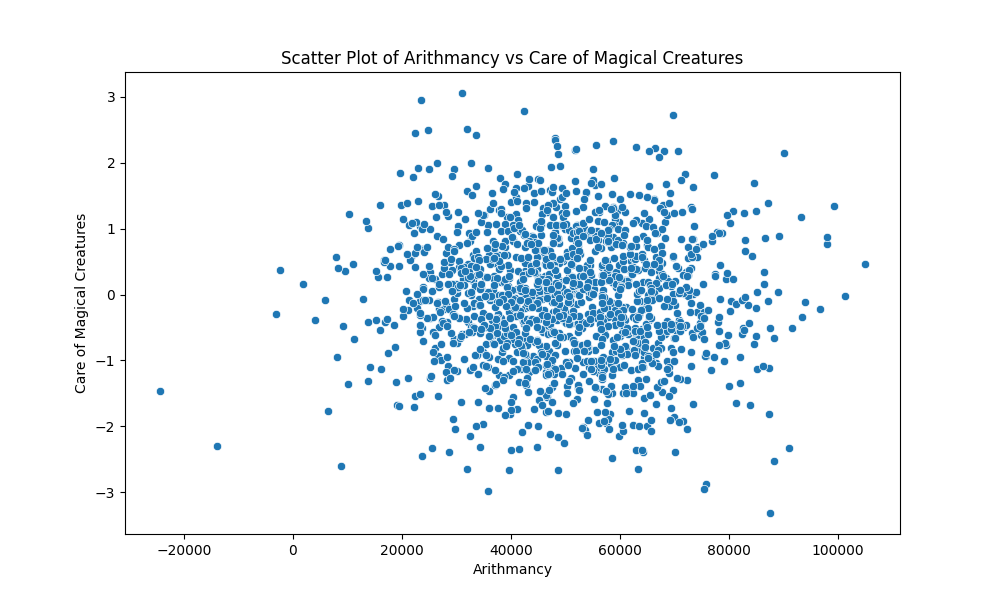 Scatter Plot of Arithmancy vs Care of Magical Creatures
3
2
1
0
−1
−2
−3
Care of Magical Creatures
−20000 0 20000 40000 60000 80000 100000
Arithmancy